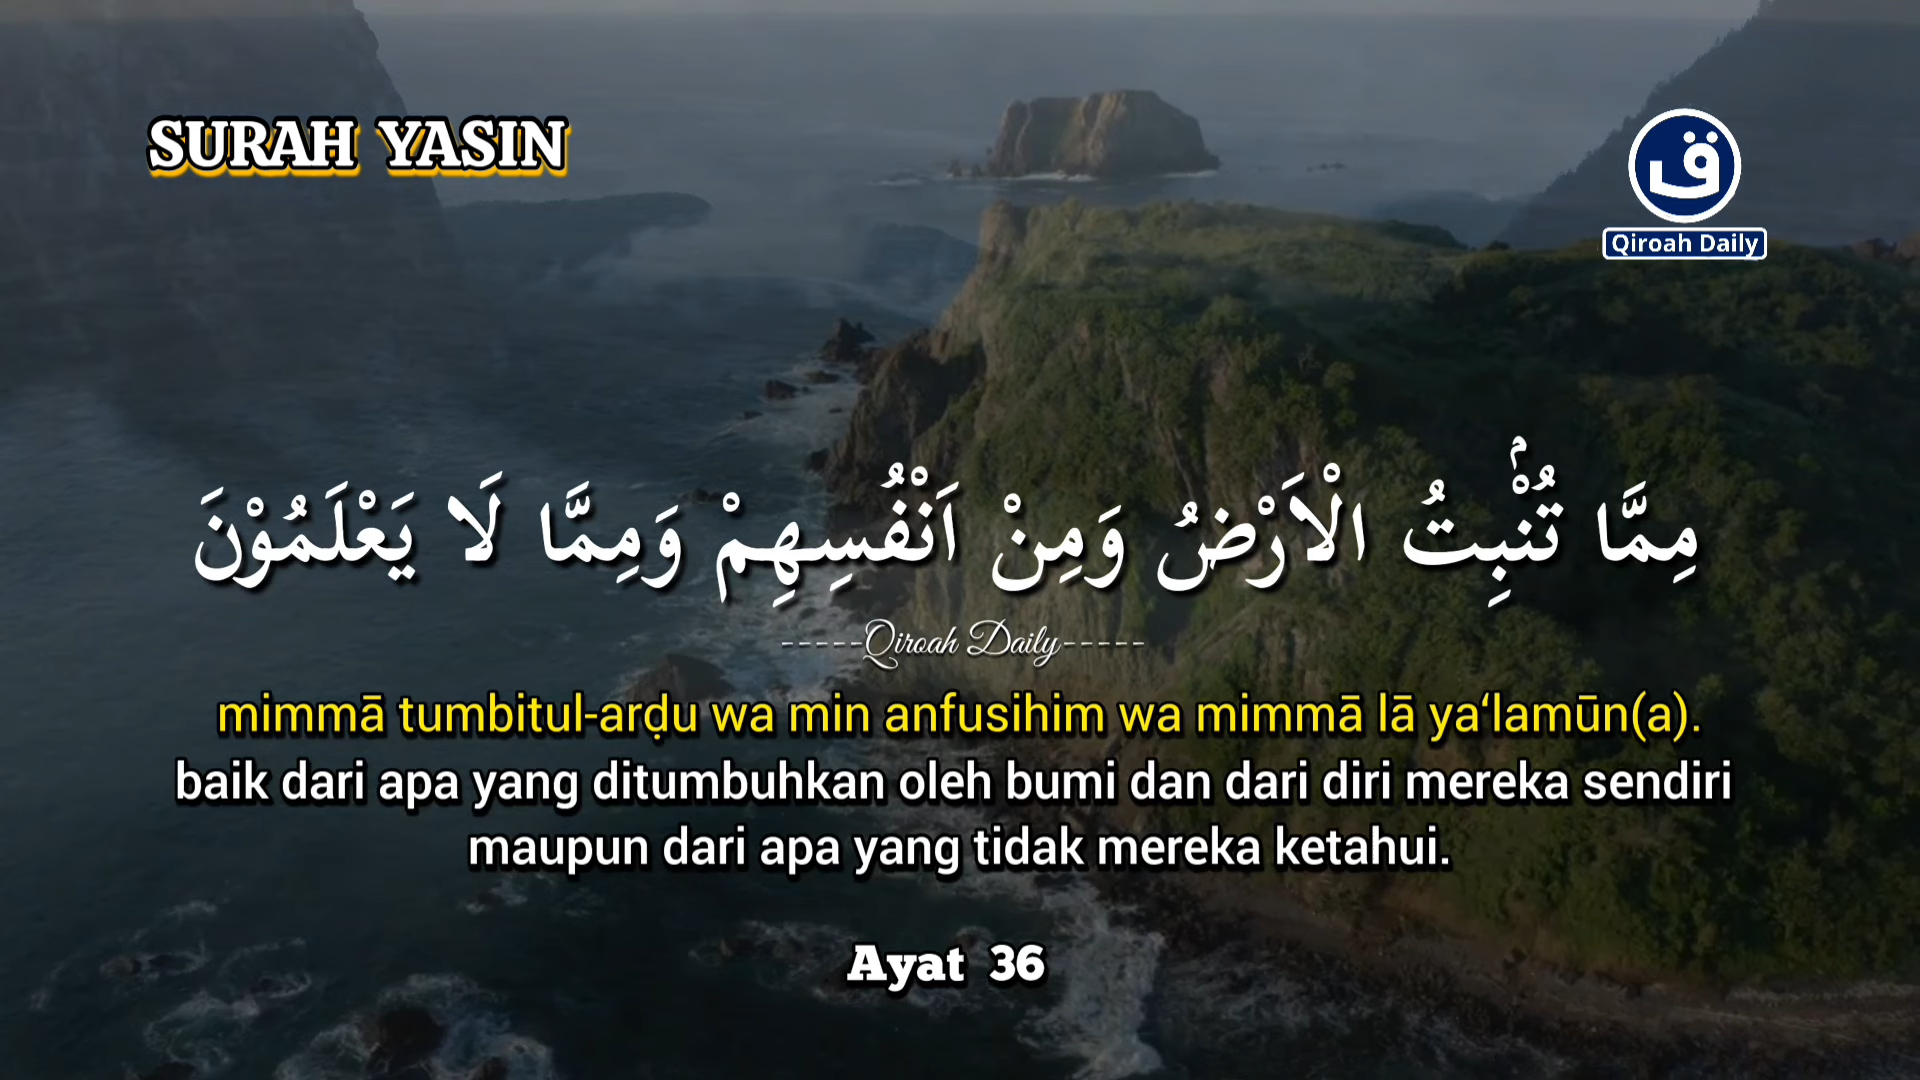 SURAH YASIN
ق
Qiroah Daily
مِمَّا تُنْۢبِتُ الْاَرْضُ وَمِنْ اَنْفُسِهِمْ وَمِمَّا لَا يَعْلَمُوْنَ
-----Qiroah Daily-----
mimmā tumbitul-arḍu wa min anfusihim wa mimmā lā ya‘lamūn(a).
baik dari apa yang ditumbuhkan oleh bumi dan dari diri mereka sendiri
maupun dari apa yang tidak mereka ketahui.
Ayat 36